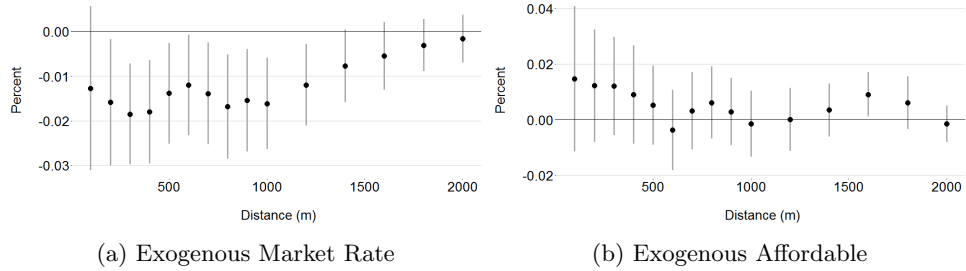 0.00
-0.01
-0.02
-0.03
Percent
500
1000
1500
2000
Distance (m)
(a) Exogenous Market Rate
0.04
0.02
0.00
-0.02
Percent
500
1000
1500
2000
Distance (m)
(b) Exogenous Affordable